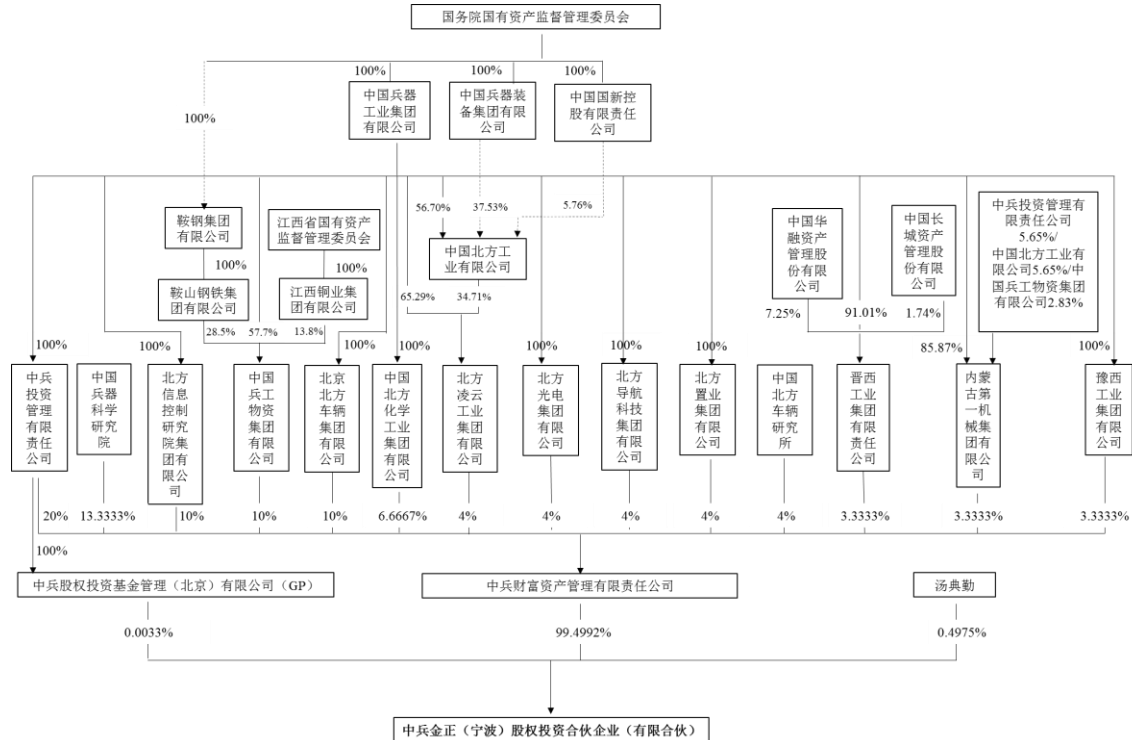 国务院国有资产监督管理委员会
100%
100%
100%
100%
中国兵器
工业集团
有限公司
中国兵器装
备集团有限
公司
中国国新控
股有限责任
公司
鞍钢集团
有限公司
江西省国有资产
监督管理委员会
56.70%
37.53%
5.76%
中国北方工
业有限公司
中国华
融资产
管理股
份有限
公司
中国长
城资产
管理股
份有限
公司
中兵投资管理有
限责任公司
5.65%/
中国北方工业有
限公司5.65%/中
国兵工物资集团
有限公司2.83%
100%
100%
鞍山钢铁集
团有限公司
江西铜业集
团有限公司
28.5%
57.7%
13.8%
65.29%
34.71%
7.25%
91.01%
1.74%
85.87%
100%
100%
100%
100%
100%
100%
100%
100%
中兵
投资
管理
有限
责任
公司
中国
兵器
科学
研究
院
北方
信息
控制
研究
院集
团有
限公
司
中国
兵工
物资
集团
有限
公司
北京
北方
车辆
集团
有限
公司
中国
北方
化学
工业
集团
有限
公司
北方
凌云
工业
集团
有限
公司
北方
光电
集团
有限
公司
北方
导航
科技
集团
有限
公司
北方
置业
集团
有限
公司
中国
北方
车辆
研究
所
晋西
工业
集团
有限
责任
公司
内蒙
古第
一机
械集
团有
限公
司
豫西
工业
集团
有限
公司
20%
13.3333%
10%
10%
10%
6.6667%
4%
4%
4%
4%
4%
3.3333%
3.3333%
3.3333%
100%
中兵股权投资基金管理（北京）有限公司（GP）
中兵财富资产管理有限责任公司
汤典勤
0.0033%
99.4992%
0.4975%
中兵金正（宁波）股权投资合伙企业（有限合伙）